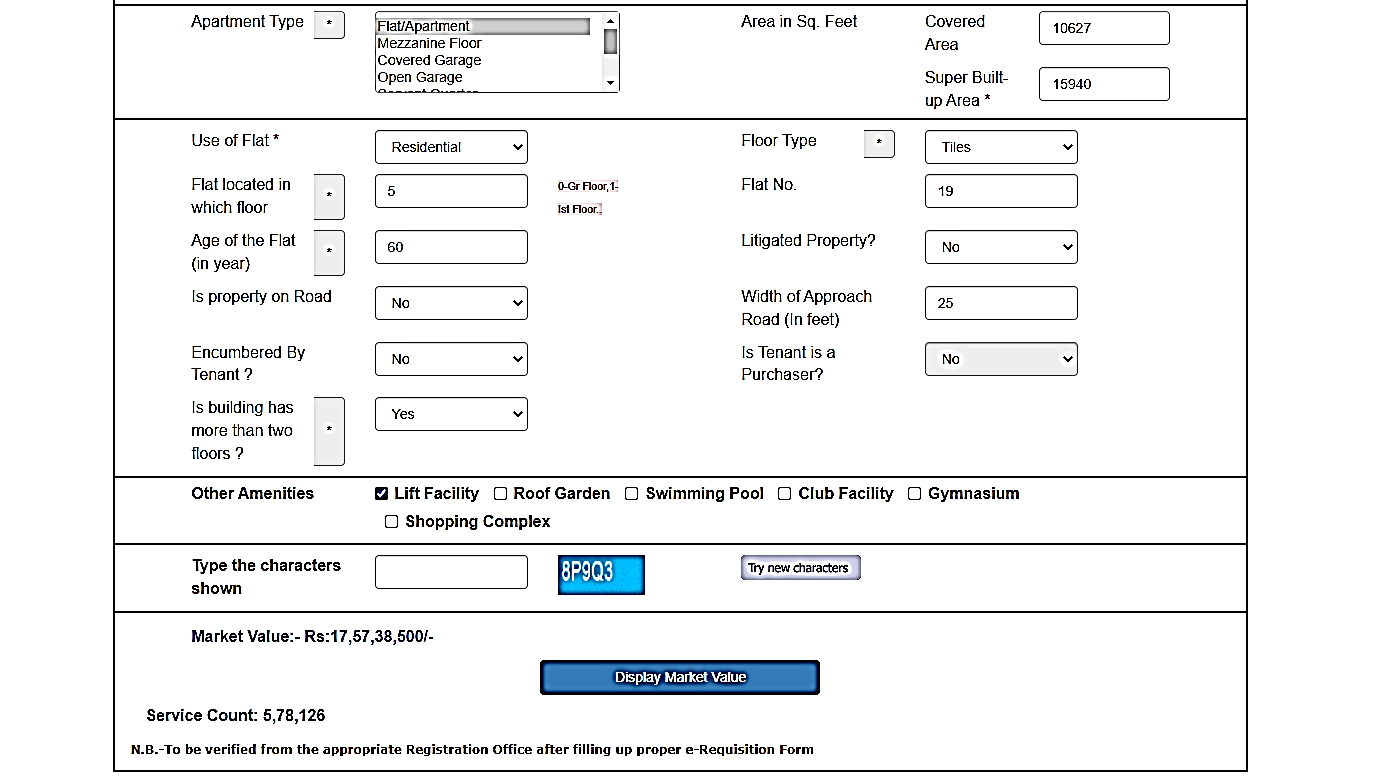 Apartment Type *
Flat/Apartment
Mezzanine Floor
Covered Garage
Open Garage
Area in Sq. Feet
Covered
Area
10627
Super Built-
up Area *
15940
Use of Flat *
Residential
Floor Type *
Tiles
Flat located in
which floor
*
5
0-Gr Floor,1-
Ist Floor..
Flat No.
19
Age of the Flat
(in year)
*
60
Litigated Property?
No
Is property on Road
No
Width of Approach
Road (In feet)
25
Encumbered By
Tenant ?
No
Is Tenant is a
Purchaser?
No
Is building has
more than two
floors ?
*
Yes
Other Amenities
Lift Facility Roof Garden Swimming Pool Club Facility Gymnasium
Shopping Complex
Type the characters
shown
8P9Q3
Try new characters
Market Value:- Rs:17,57,38,500/-
Display Market Value
Service Count: 5,78,126
N.B.-To be verified from the appropriate Registration Office after filling up proper e-Requisition Form